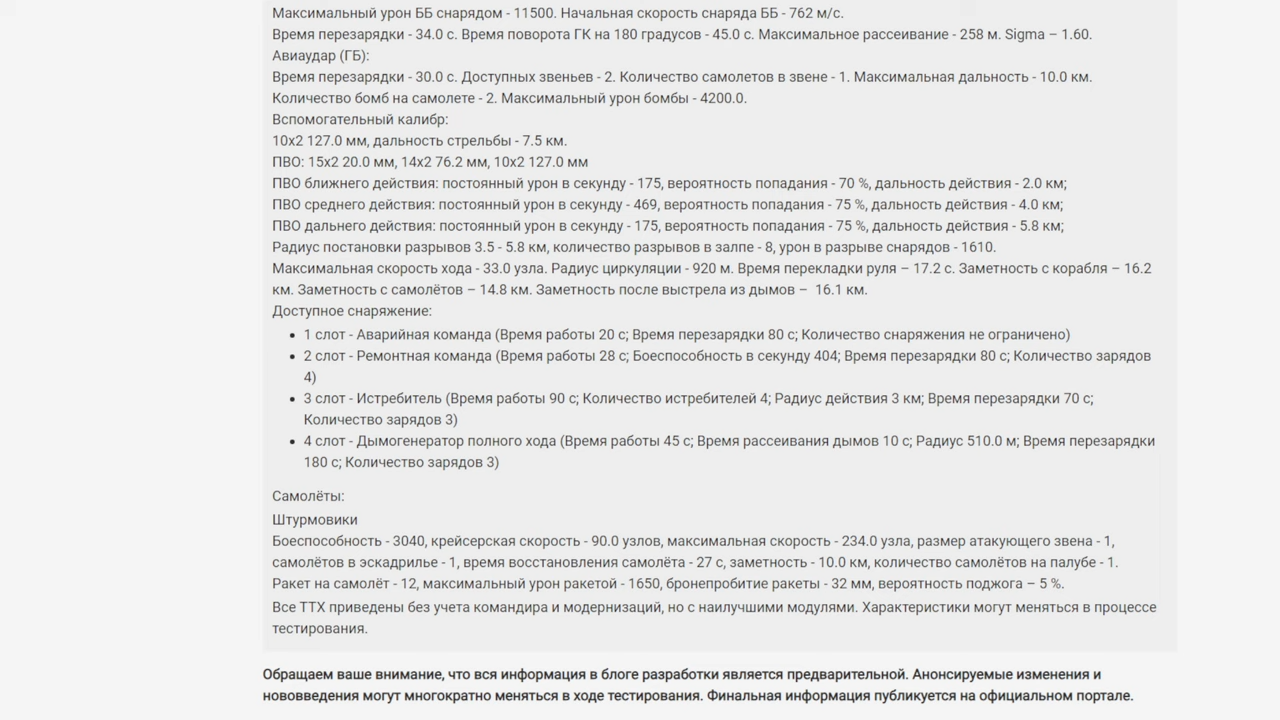 Максимальный урон ББ снарядом - 11500. Начальная скорость снаряда ББ - 762 м/с.
Время перезарядки - 34.0 с. Время поворота ГК на 180 градусов - 45.0 с. Максимальное рассеивание - 258 м. Sigma – 1.60.
Авиаудар (ГБ):
Время перезарядки - 30.0 с. Доступных звеньев - 2. Количество самолетов в звене - 1. Максимальная дальность - 10.0 км.
Количество бомб на самолете - 2. Максимальный урон бомбы - 4200.0.
Вспомогательный калибр:
10x2 127.0 мм, дальность стрельбы - 7.5 км.
ПВО: 15x2 20.0 мм, 14x2 76.2 мм, 10x2 127.0 мм
ПВО ближнего действия: постоянный урон в секунду - 175, вероятность попадания - 70 %, дальность действия - 2.0 км;
ПВО среднего действия: постоянный урон в секунду - 469, вероятность попадания - 75 %, дальность действия - 4.0 км;
ПВО дальнего действия: постоянный урон в секунду - 175, вероятность попадания - 75 %, дальность действия - 5.8 км;
Радиус постановки разрывов 3.5 - 5.8 км, количество разрывов в залпе - 8, урон в разрыве снарядов - 1610.
Максимальная скорость хода - 33.0 узла. Радиус циркуляции - 920 м. Время перекладки руля – 17.2 с. Заметность с корабля – 16.2
км. Заметность с самолётов – 14.8 км. Заметность после выстрела из дымов – 16.1 км.
Доступное снаряжение:
• 1 слот - Аварийная команда (Время работы 20 с; Время перезарядки 80 с; Количество снаряжения не ограничено)
• 2 слот - Ремонтная команда (Время работы 28 с; Боеспособность в секунду 404; Время перезарядки 80 с; Количество зарядов
4)
• 3 слот - Истребитель (Время работы 90 с; Количество истребителей 4; Радиус действия 3 км; Время перезарядки 70 с;
Количество зарядов 3)
• 4 слот - Дымогенератор полного хода (Время работы 45 с; Время рассеивания дымов 10 с; Радиус 510.0 м; Время перезарядки
180 с; Количество зарядов 3)
Самолёты:
Штурмовики
Боеспособность - 3040, крейсерская скорость - 90.0 узлов, максимальная скорость - 234.0 узла, размер атакующего звена - 1,
самолётов в эскадрилье - 1, время восстановления самолёта - 27 с, заметность - 10.0 км, количество самолётов на палубе - 1.
Ракет на самолёт - 12, максимальный урон ракетой - 1650, бронепробитие ракеты - 32 мм, вероятность поджога – 5 %.
Все ТТХ приведены без учета командира и модернизаций, но с наилучшими модулями. Характеристики могут меняться в процессе
тестирования.
Обращаем ваше внимание, что вся информация в блоге разработки является предварительной. Анонсируемые изменения и
нововведения могут многократно меняться в ходе тестирования. Финальная информация публикуется на официальном портале.